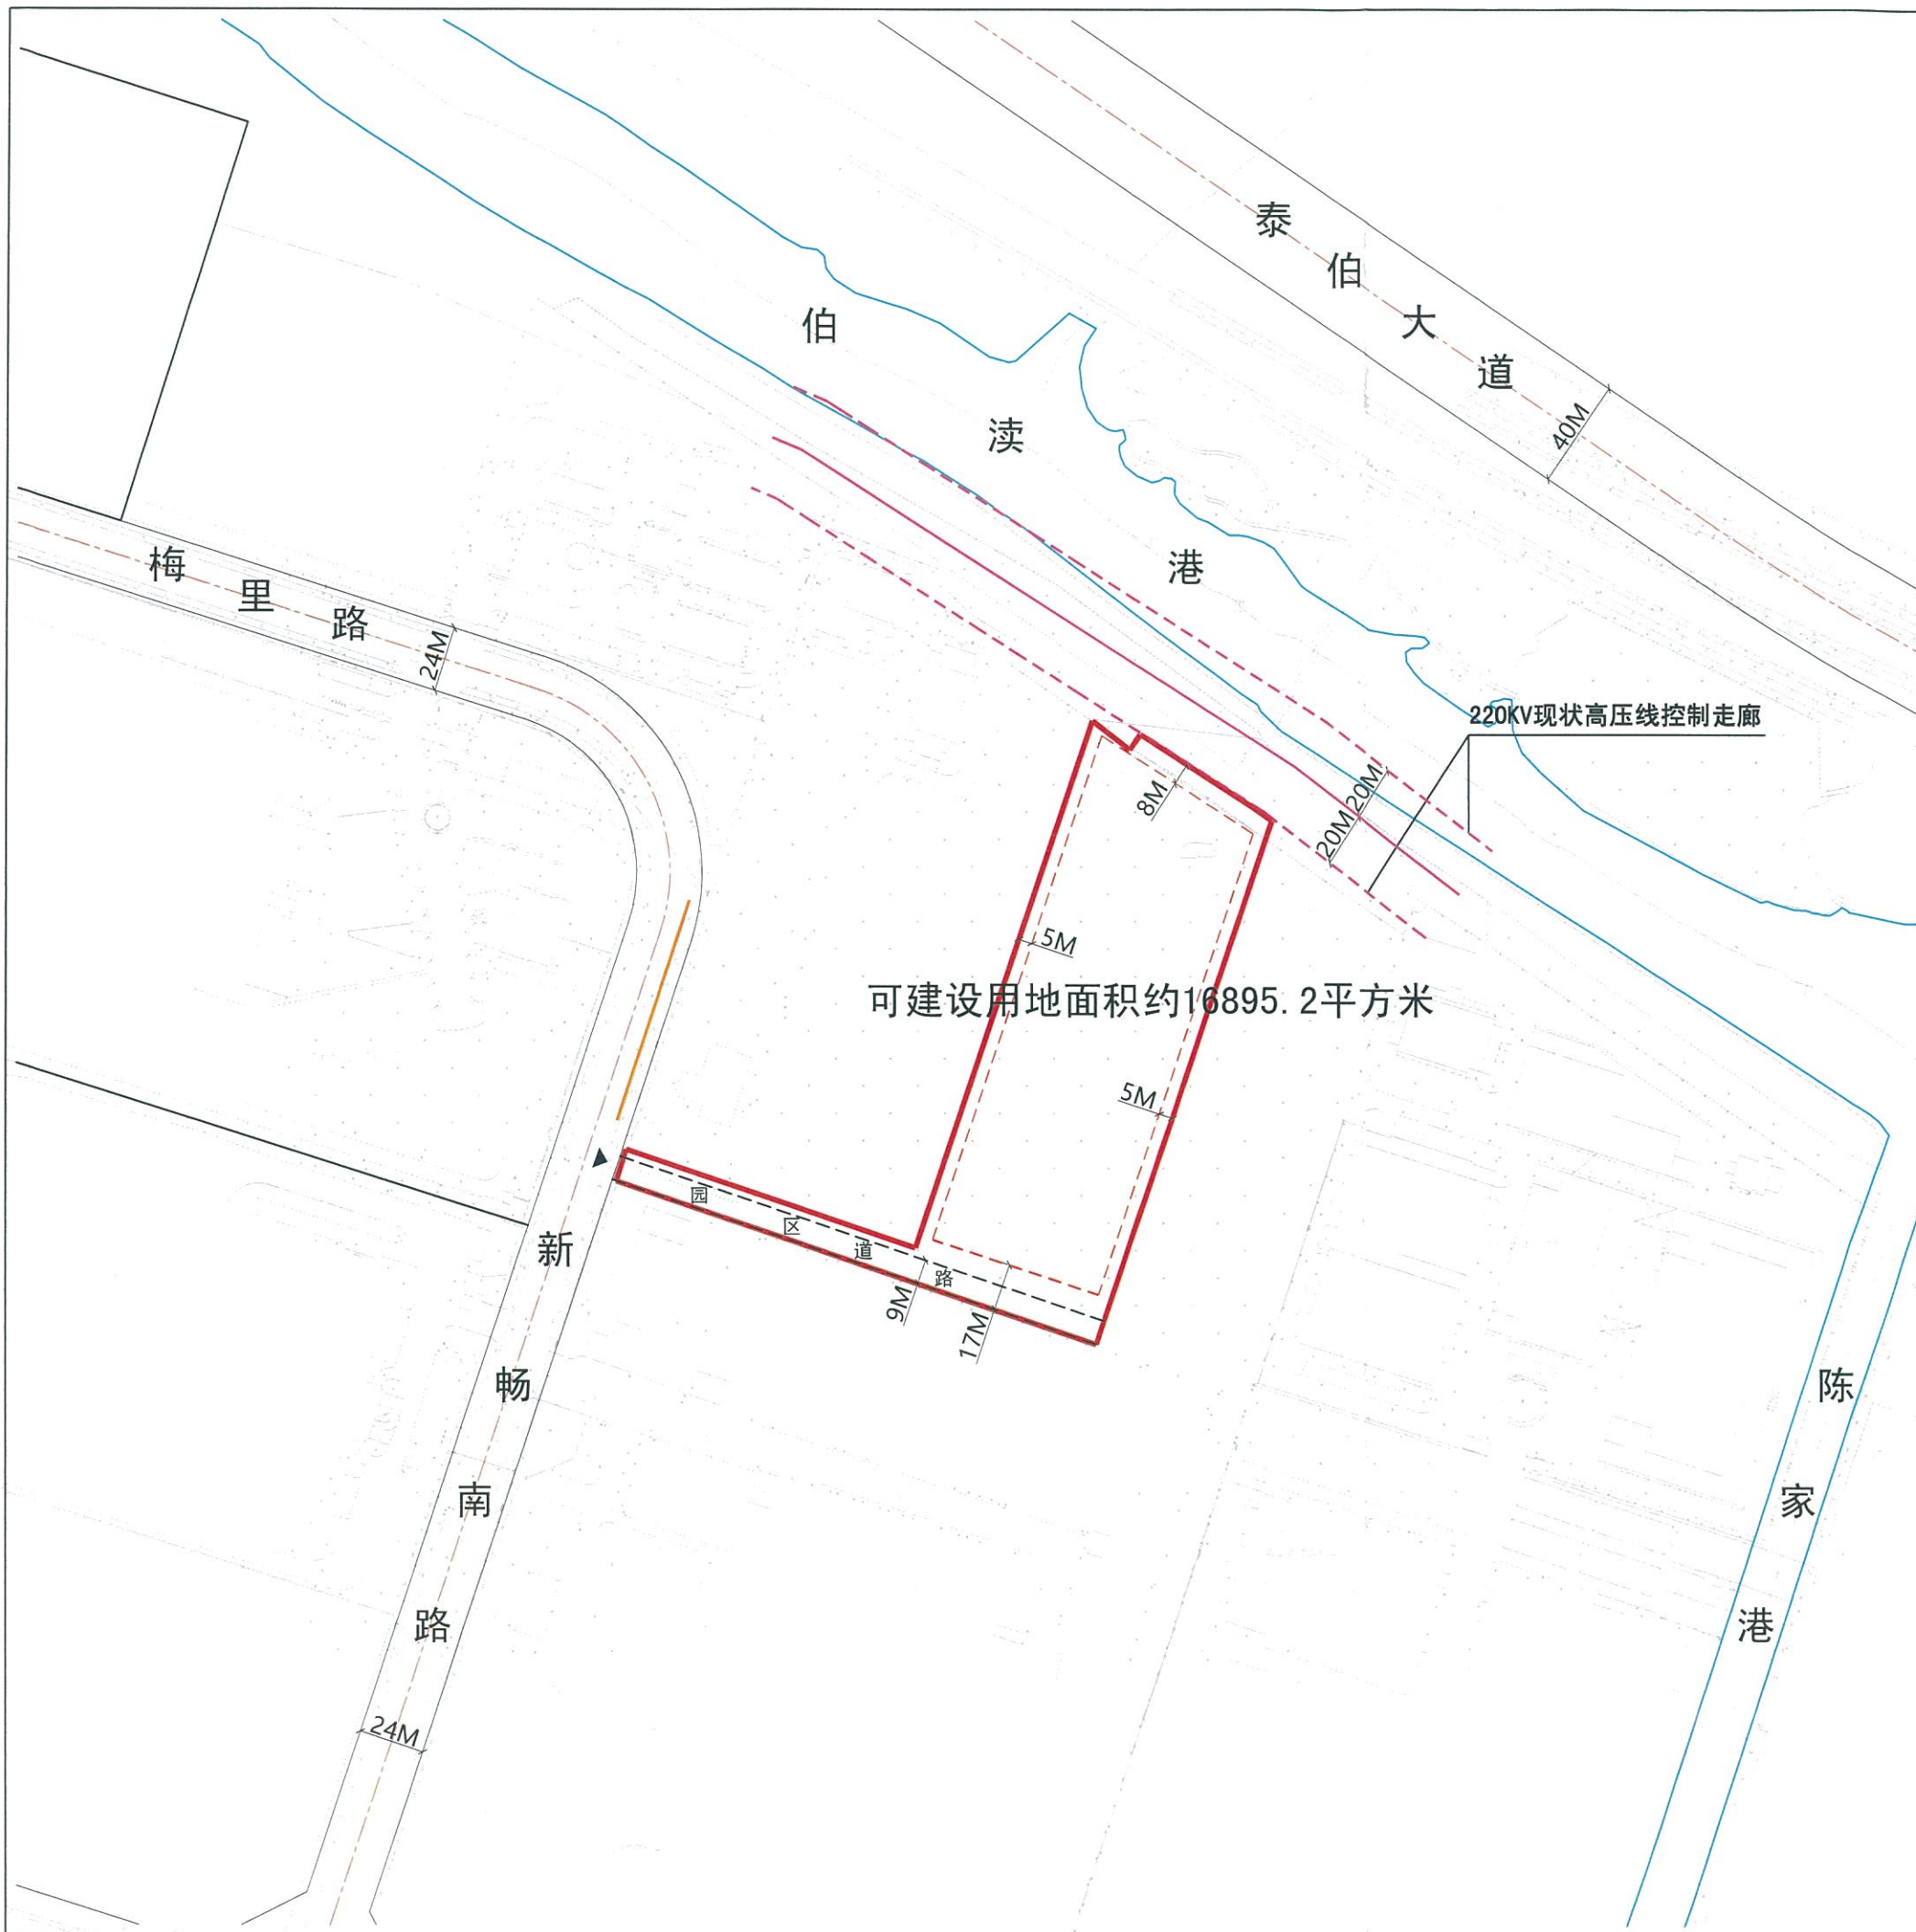 泰伯大道
40M
伯渎港
梅里路
24M
220KV现状高压线控制走廊
20M
20M
8M
5M
可建设用地面积约16895.2平方米
5M
园区道路
9M
17M
新畅南路
24M
陈家港